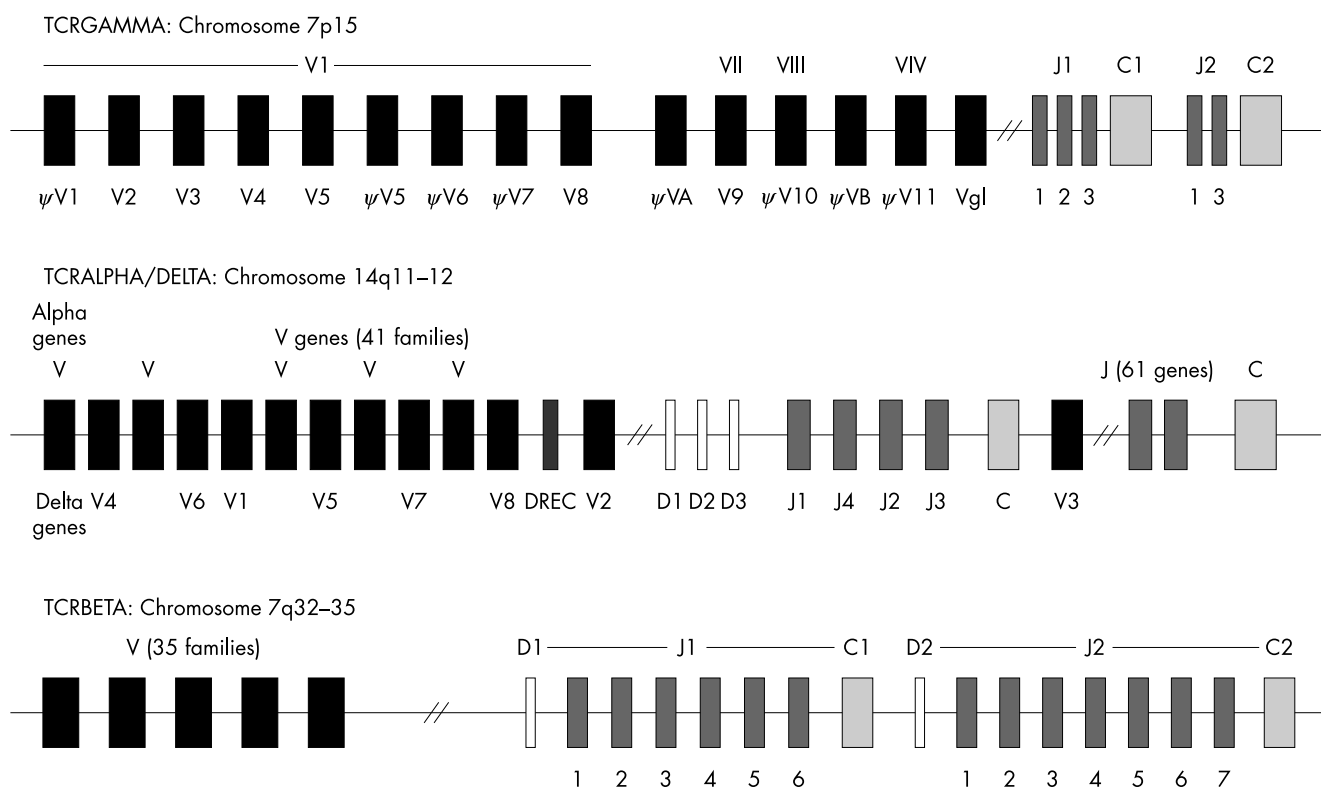 TCRGAMMA: Chromosome 7p15
V1 VII VIII VIV J1 C1 J2 C2
ψV1 V2 V3 V4 V5 ψV5 ψV6 ψV7 V8 ψVA V9 ψV10 ψVB ψV11 Vgl 1 2 3 1 3
TCRALPHA/DELTA: Chromosome 14q11–12
Alpha
genes V genes (41 families)
V V V V V J (61 genes) C
Delta V4 V6 V1 V5 V7 V8 DREC V2 D1 D2 D3 J1 J4 J2 J3 C V3
genes
TCRBETA: Chromosome 7q32–35
V (35 families) D1 J1 C1 D2 J2 C2
1 2 3 4 5 6 1 2 3 4 5 6 7